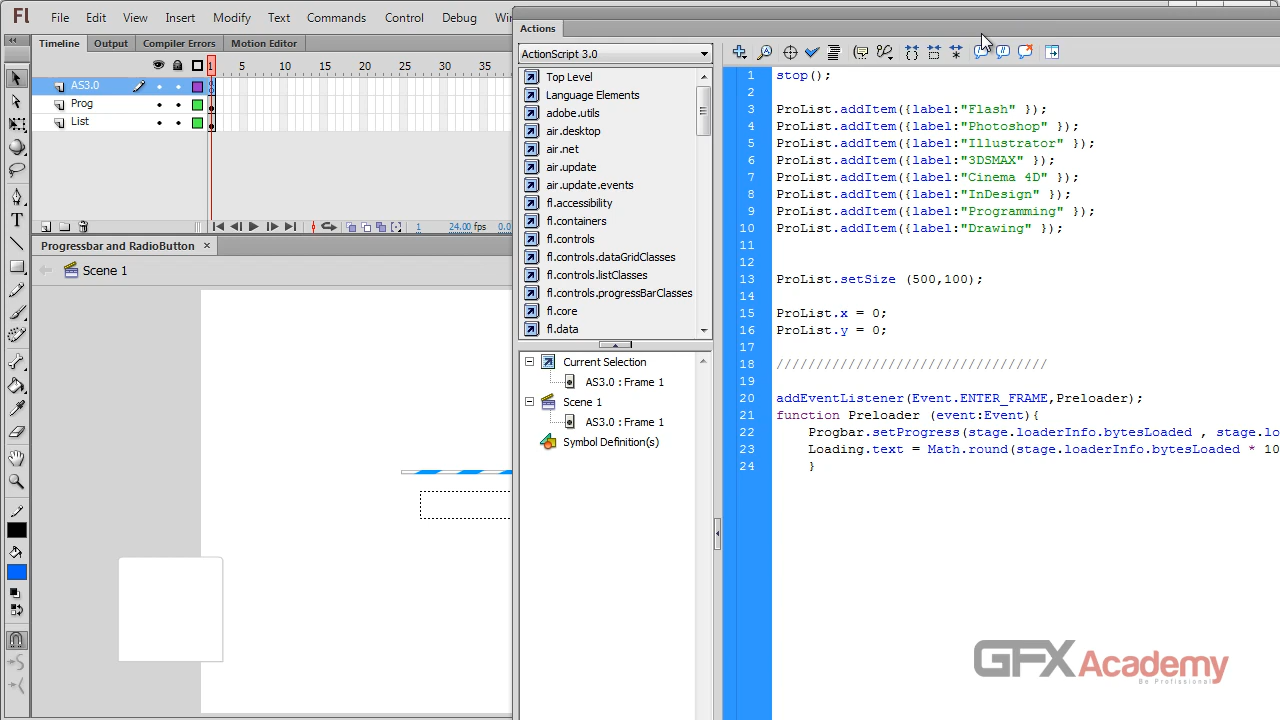 Fl File Edit View Insert Modify Text Commands Control Debug
Timeline Output Compiler Errors Motion Editor
1 5 10 15 20 25 30 35
AS3.0
Prog
List
1 24.00 fps
Progressbar and RadioButton ×
Scene 1
Actions
ActionScript 3.0
Top Level
Language Elements
adobe.utils
air.desktop
air.net
air.update
air.update.events
fl.accessibility
fl.containers
fl.controls
fl.controls.dataGridClasses
fl.controls.listClasses
fl.controls.progressBarClasses
fl.core
fl.data
Current Selection
AS3.0 : Frame 1
Scene 1
AS3.0 : Frame 1
Symbol Definition(s)
1 stop();
2
3 ProList.addItem({label:"Flash" });
4 ProList.addItem({label:"Photoshop" });
5 ProList.addItem({label:"Illustrator" });
6 ProList.addItem({label:"3DSMAX" });
7 ProList.addItem({label:"Cinema 4D" });
8 ProList.addItem({label:"InDesign" });
9 ProList.addItem({label:"Programming" });
10 ProList.addItem({label:"Drawing" });
11
12
13 ProList.setSize (500,100);
14
15 ProList.x = 0;
16 ProList.y = 0;
17
18 //////////////////////////////////
19
20 addEventListener(Event.ENTER_FRAME,Preloader);
21 function Preloader (event:Event){
22 Progbar.setProgress(stage.loaderInfo.bytesLoaded , stage.lo
23 Loading.text = Math.round(stage.loaderInfo.bytesLoaded * 10
24 }
GFX Academy
Be Professional